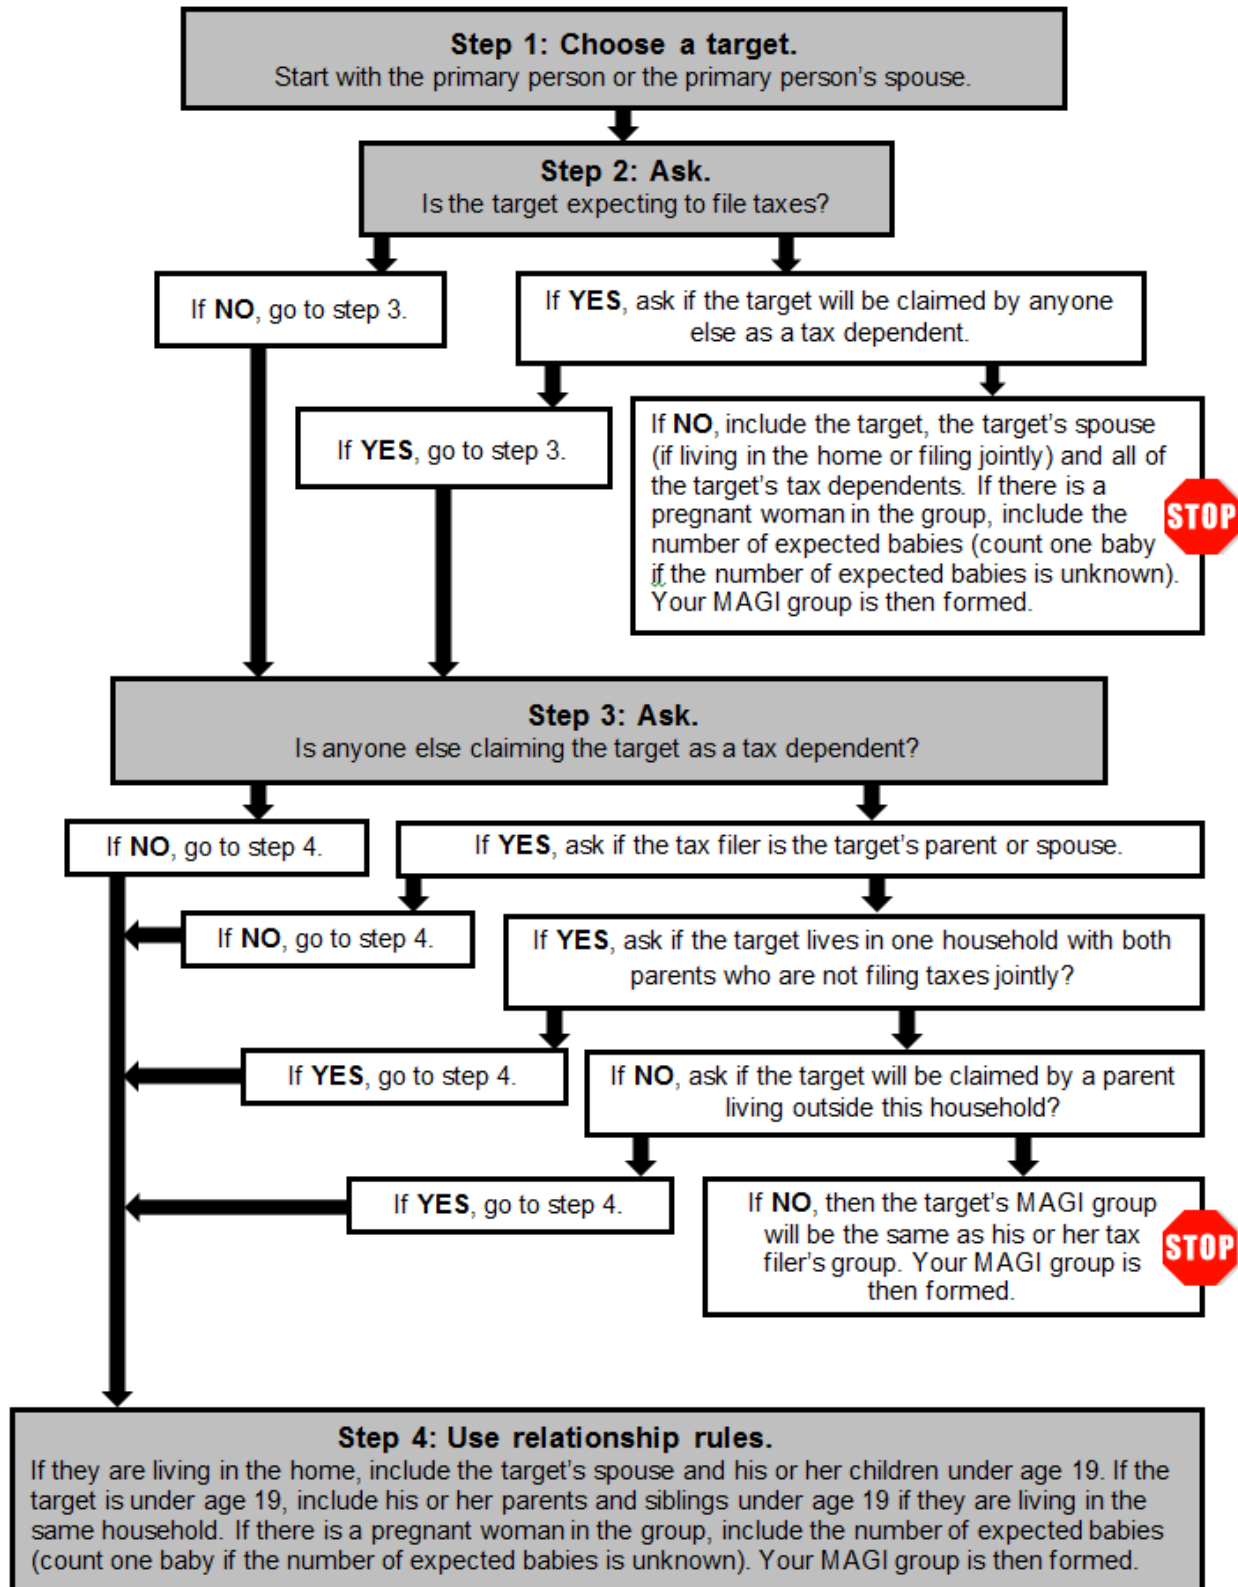 Step 1: Choose a target.
Start with the primary person or the primary person's spouse.
Step 2: Ask.
Is the target expecting to file taxes?
If NO, go to step 3.
If YES, ask if the target will be claimed by anyone
else as a tax dependent.
If YES, go to step 3.
If NO, include the target, the target's spouse
(if living in the home or filing jointly) and all of
the target's tax dependents. If there is a
pregnant woman in the group, include the
number of expected babies (count one baby
if the number of expected babies is unknown).
Your MAGI group is then formed.
STOP
Step 3: Ask.
Is anyone else claiming the target as a tax dependent?
If NO, go to step 4.
If YES, ask if the tax filer is the target's parent or spouse.
If NO, go to step 4.
If YES, ask if the target lives in one household with both
parents who are not filing taxes jointly?
If YES, go to step 4.
If NO, ask if the target will be claimed by a parent
living outside this household?
If YES, go to step 4.
If NO, then the target's MAGI group
will be the same as his or her tax
filer's group. Your MAGI group is
then formed.
STOP
Step 4: Use relationship rules.
If they are living in the home, include the target's spouse and his or her children under age 19. If the
target is under age 19, include his or her parents and siblings under age 19 if they are living in the
same household. If there is a pregnant woman in the group, include the number of expected babies
(count one baby if the number of expected babies is unknown). Your MAGI group is then formed.